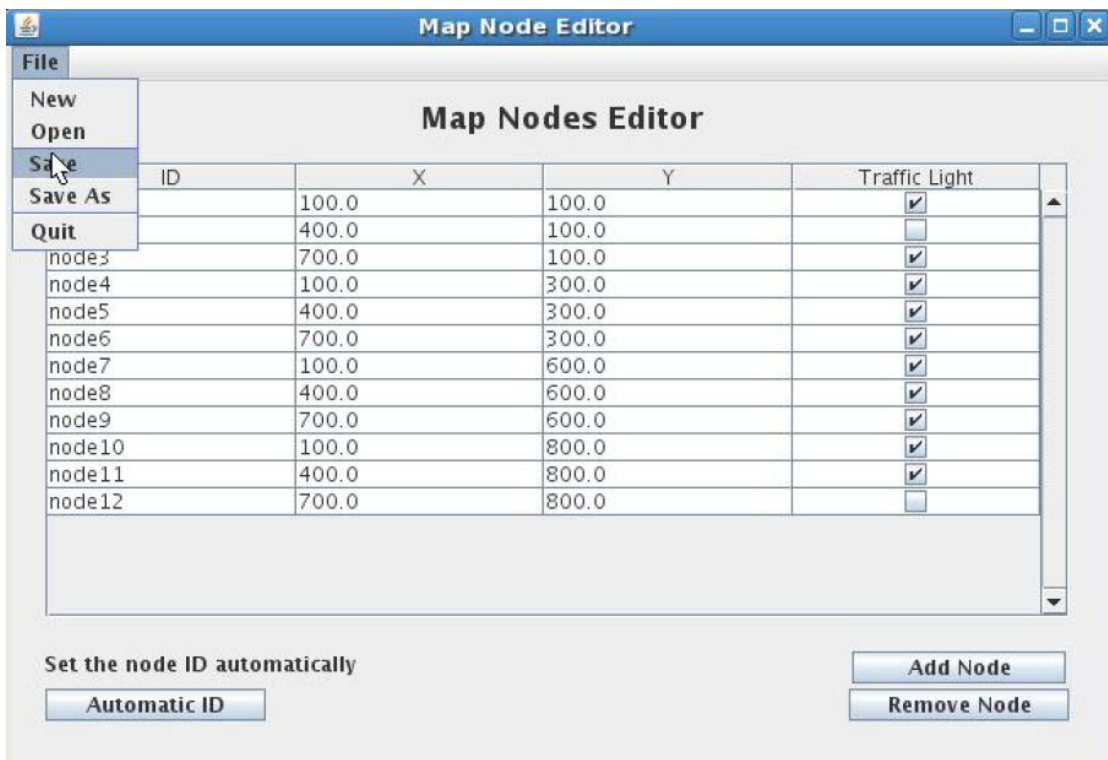 Map Node Editor
File
New
Open
Save
Save As
Quit
Map Nodes Editor
ID X Y Traffic Light
100.0 100.0
400.0 100.0
node3 700.0 100.0
node4 100.0 300.0
node5 400.0 300.0
node6 700.0 300.0
node7 100.0 600.0
node8 400.0 600.0
node9 700.0 600.0
node10 100.0 800.0
node11 400.0 800.0
node12 700.0 800.0
Set the node ID automatically
Add Node
Automatic ID
Remove Node